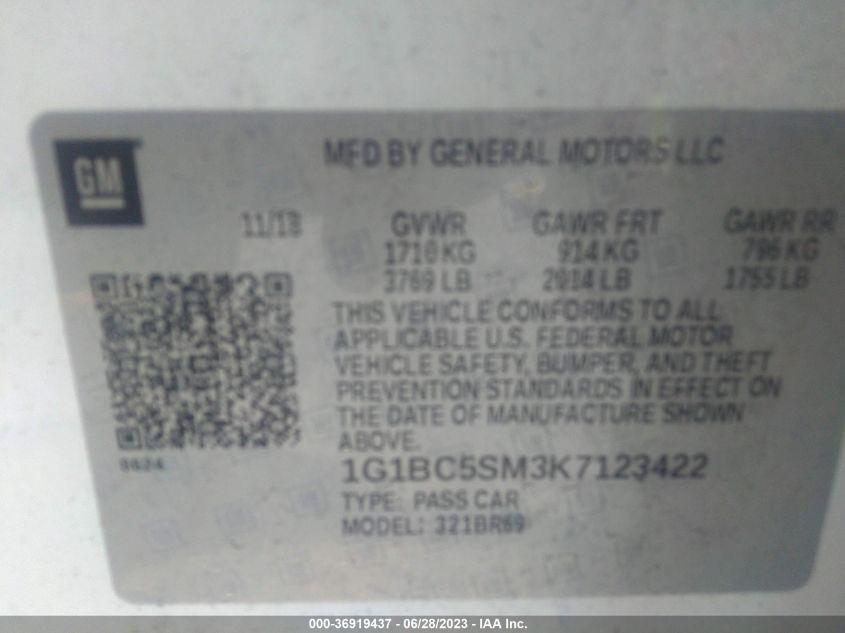 GM
MFD BY GENERAL MOTORS LLC
11/18 GVWR GAWR FRT GAWR RR
1710 KG 914 KG 796 KG
3769 LB 2014 LB 1755 LB
THIS VEHICLE CONFORMS TO ALL
APPLICABLE U.S. FEDERAL MOTOR
VEHICLE SAFETY, BUMPER, AND THEFT
PREVENTION STANDARDS IN EFFECT ON
THE DATE OF MANUFACTURE SHOWN
ABOVE.
1G1BC5SM3K7123422
TYPE: PASS CAR
MODEL: 321BR69
000-36919437 - 06/28/2023 - IAA Inc.